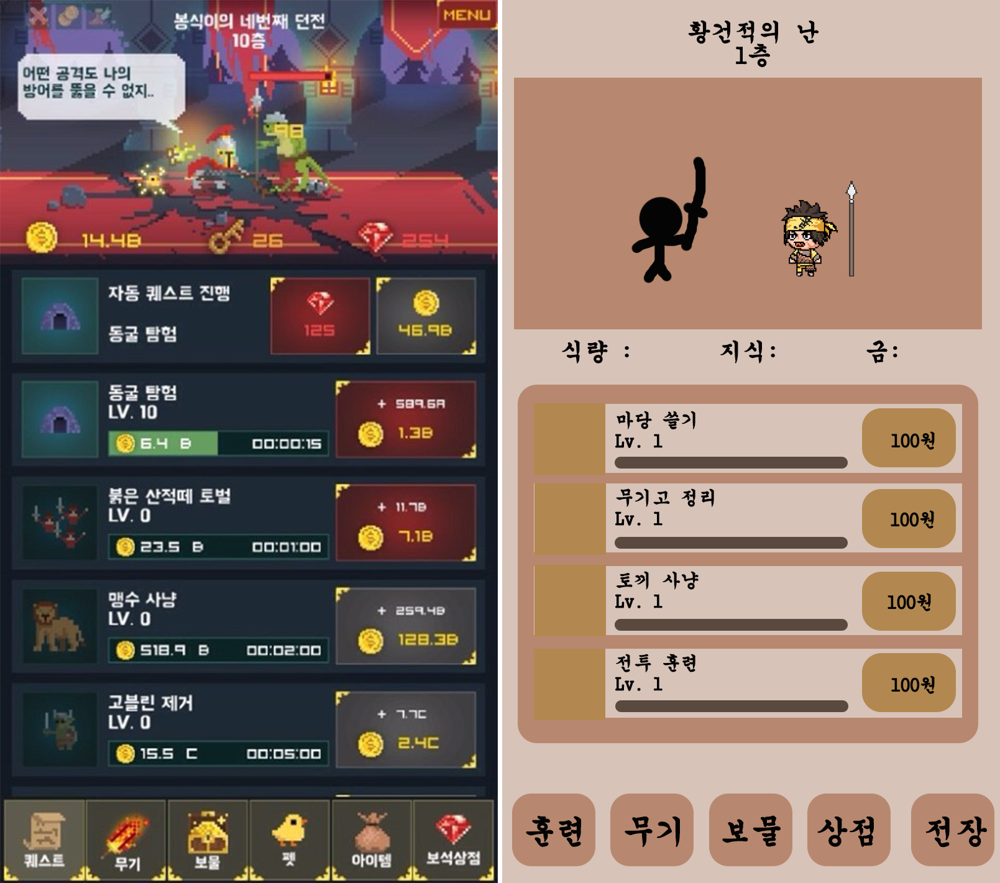 봉식이의 네번째 던전
10층
MENU
어떤 공격도 나의
방어를 뚫을 수 없지..
98
14.4B
26
254
자동 퀘스트 진행
동굴 탐험
125
46.9B
동굴 탐험
LV. 10
6.4 B
00:00:15
+ 589.6A
1.3B
붉은 산적떼 토벌
LV. 0
23.5 B
00:01:00
+ 11.7B
7.1B
맹수 사냥
LV. 0
518.9 B
00:02:00
+ 259.4B
128.3B
고블린 제거
LV. 0
15.5 C
00:05:00
+ 7.7C
2.4C
퀘스트
무기
보물
펫
아이템
보석상점
황건적의 난
1층
식량 :
지식:
금:
마당 쓸기
Lv. 1
100원
무기고 정리
Lv. 1
100원
토끼 사냥
Lv. 1
100원
전투 훈련
Lv. 1
100원
훈련
무기
보물
상점
전장